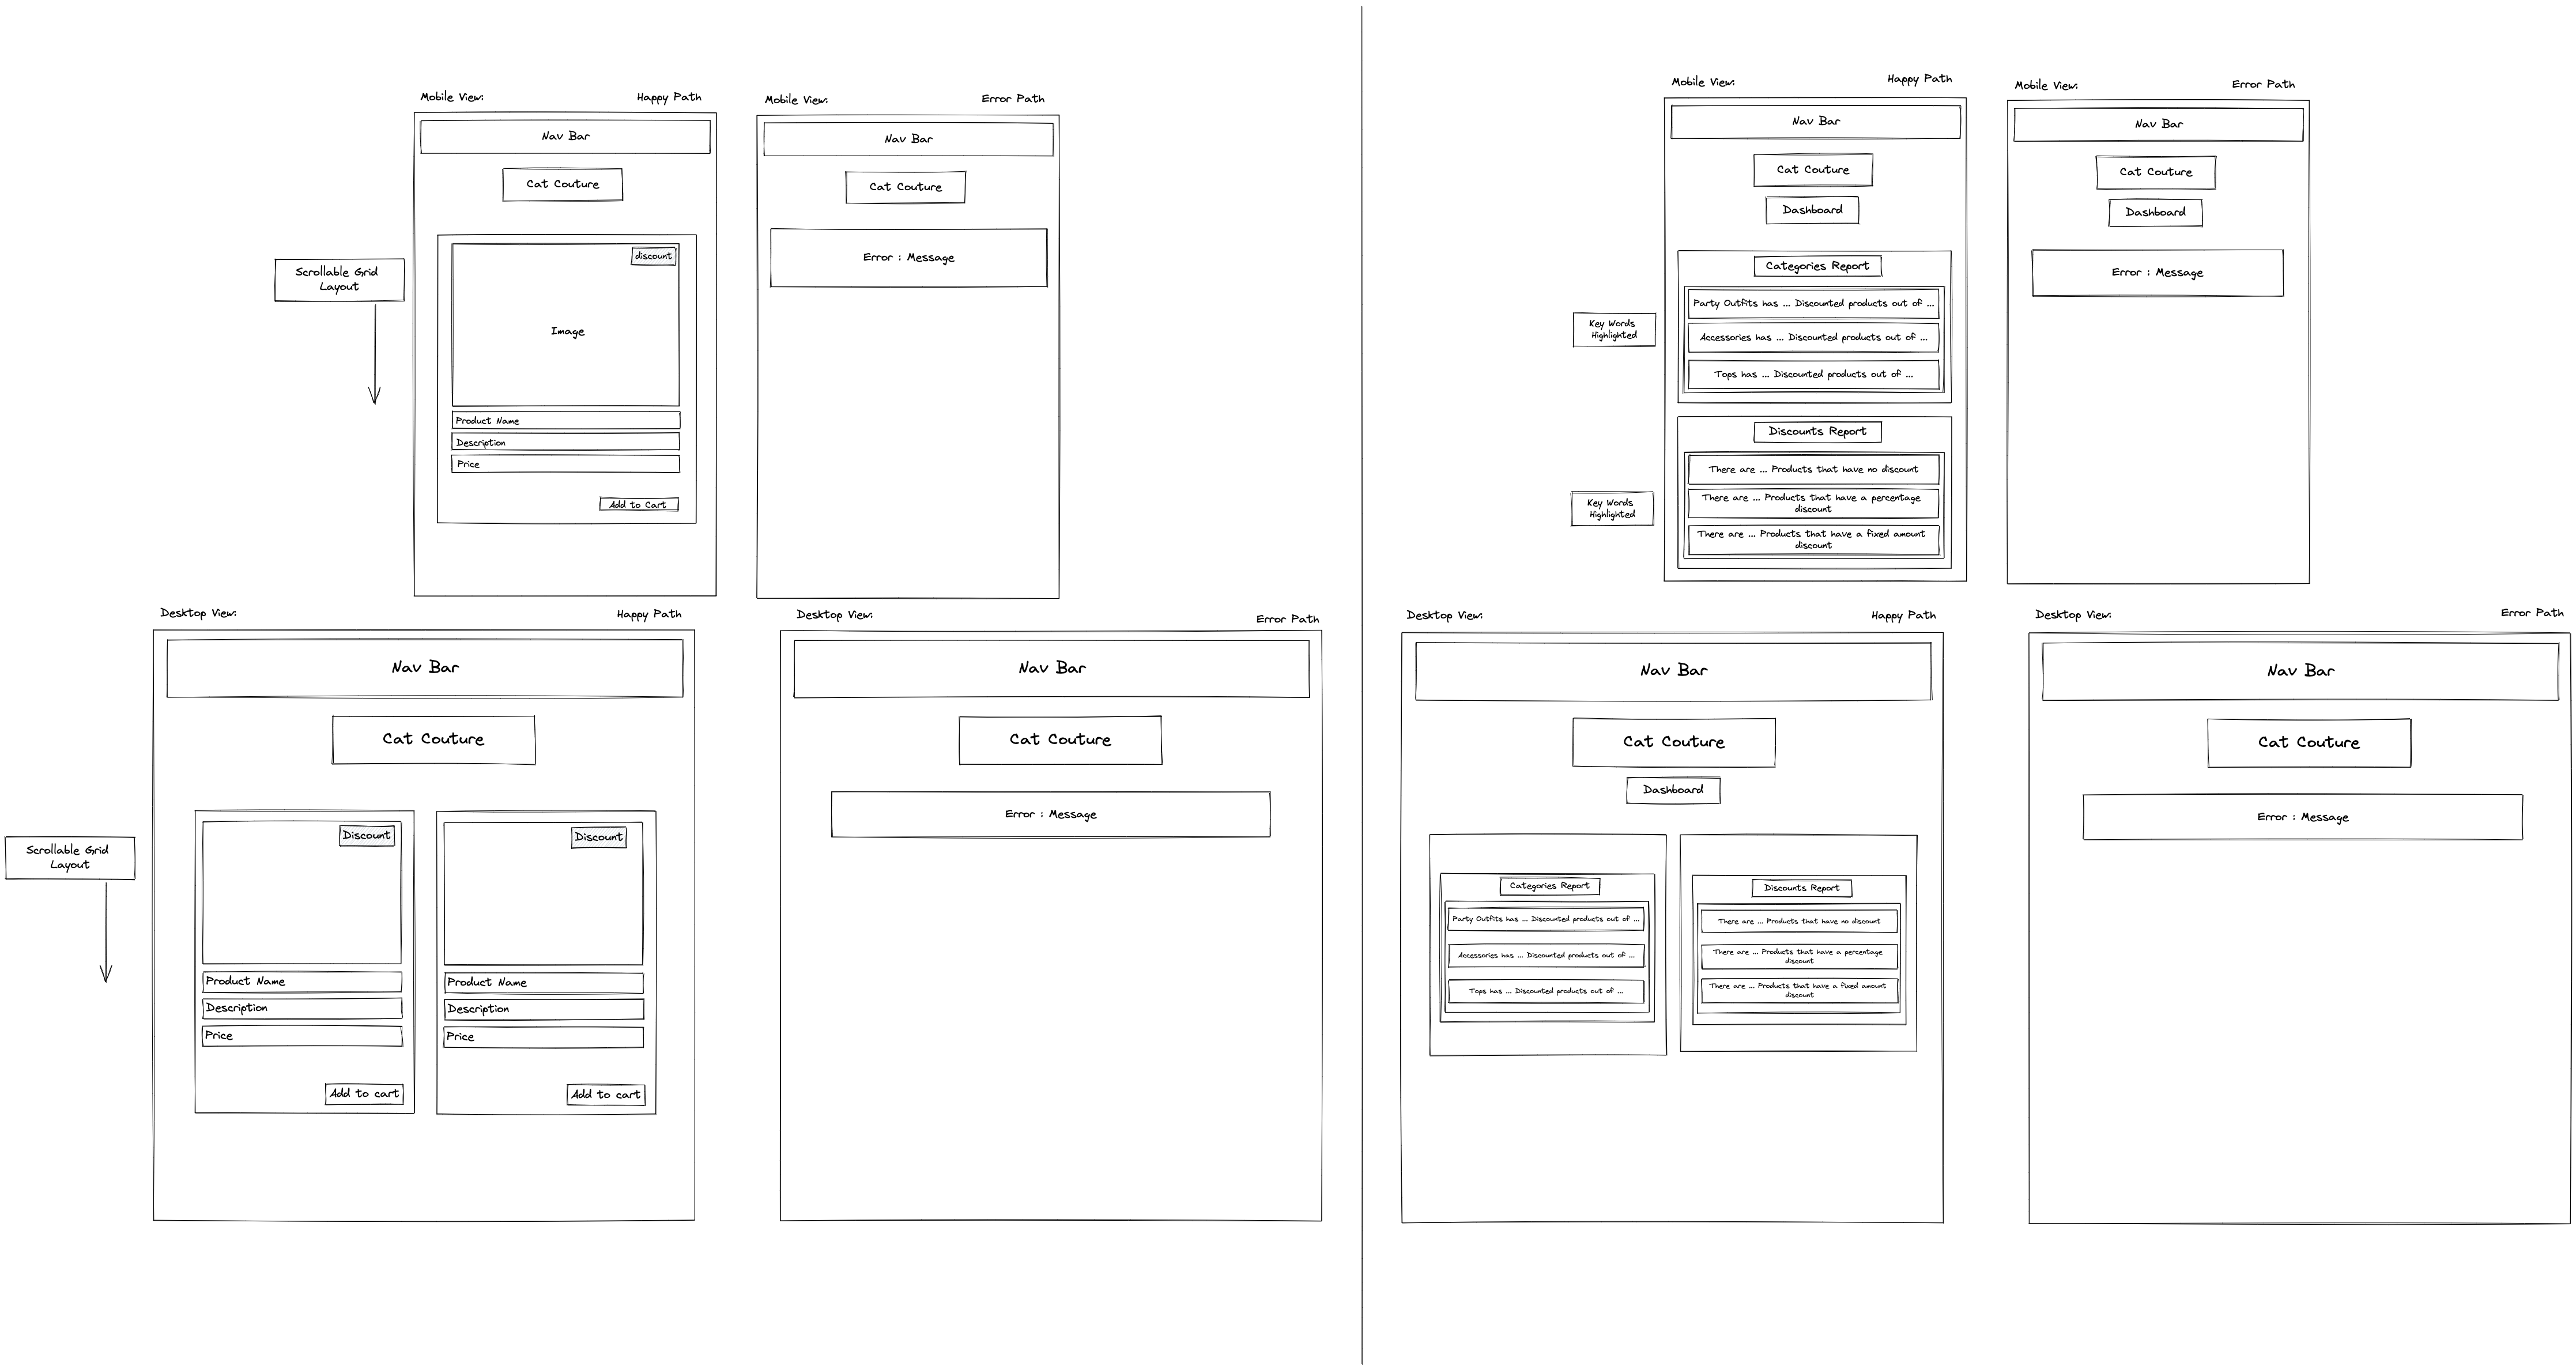 Mobile View:
Happy Path
Nav Bar
Cat Couture
Scrollable Grid
Layout
discount
Image
Product Name
Description
Price
Add to Cart
Mobile View:
Error Path
Nav Bar
Cat Couture
Error : Message
Desktop View:
Happy Path
Nav Bar
Cat Couture
Scrollable Grid
Layout
Discount
Product Name
Description
Price
Add to cart
Discount
Product Name
Description
Price
Add to cart
Desktop View:
Error Path
Nav Bar
Cat Couture
Error : Message
Mobile View:
Happy Path
Nav Bar
Cat Couture
Dashboard
Categories Report
Key Words
Highlighted
Party Outfits has ... Discounted products out of ...
Accessories has ... Discounted products out of ...
Tops has ... Discounted products out of ...
Discounts Report
Key Words
Highlighted
There are ... Products that have no discount
There are ... Products that have a percentage
discount
There are ... Products that have a fixed amount
discount
Mobile View:
Error Path
Nav Bar
Cat Couture
Dashboard
Error : Message
Desktop View:
Happy Path
Nav Bar
Cat Couture
Dashboard
Categories Report
Party Outfits has ... Discounted products out of ...
Accessories has ... Discounted products out of ...
Tops has ... Discounted products out of ...
Discounts Report
There are ... Products that have no discount
There are ... Products that have a percentage
discount
There are ... Products that have a fixed amount
discount
Desktop View:
Error Path
Nav Bar
Cat Couture
Error : Message